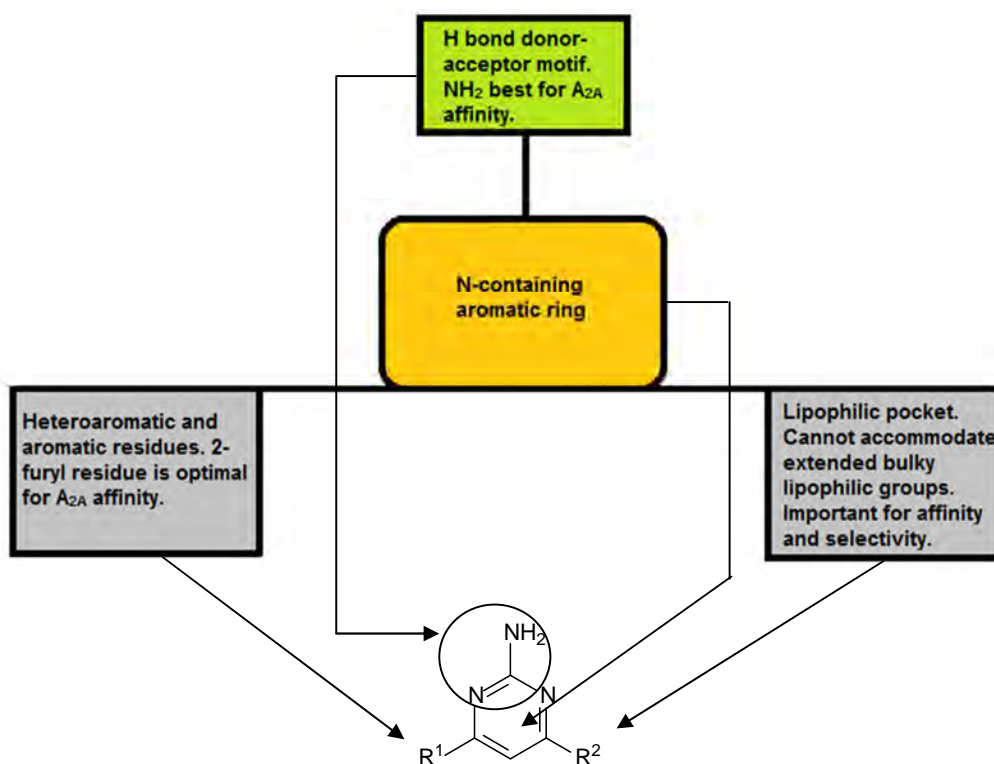 H bond donor-
acceptor motif.
NH₂ best for A₂A
affinity.
N-containing
aromatic ring
Heteroaromatic and
aromatic residues. 2-
furyl residue is optimal
for A₂A affinity.
Lipophilic pocket.
Cannot accommodate
extended bulky
lipophilic groups.
Important for affinity
and selectivity.
NH₂
N N
R¹ R²